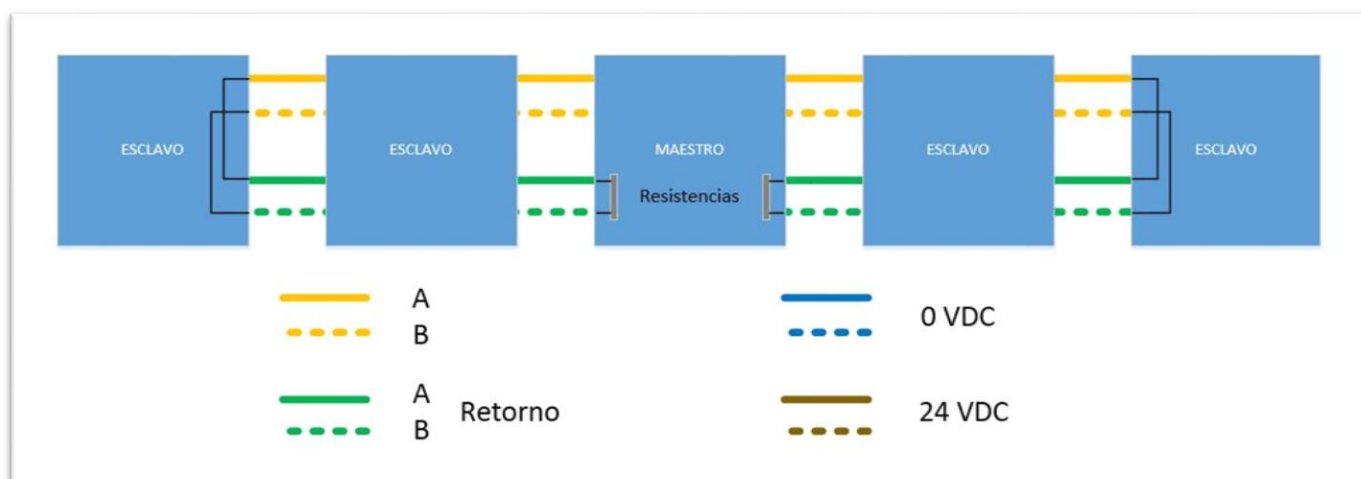 ESCLAVO
ESCLAVO
MAESTRO
ESCLAVO
ESCLAVO
Resistencias
A
B
0 VDC
A
B
Retorno
24 VDC